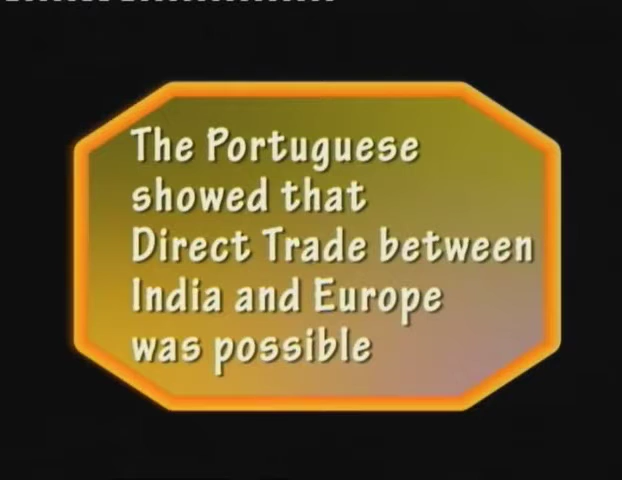 The Portuguese
showed that
Direct Trade between
India and Europe
was possible